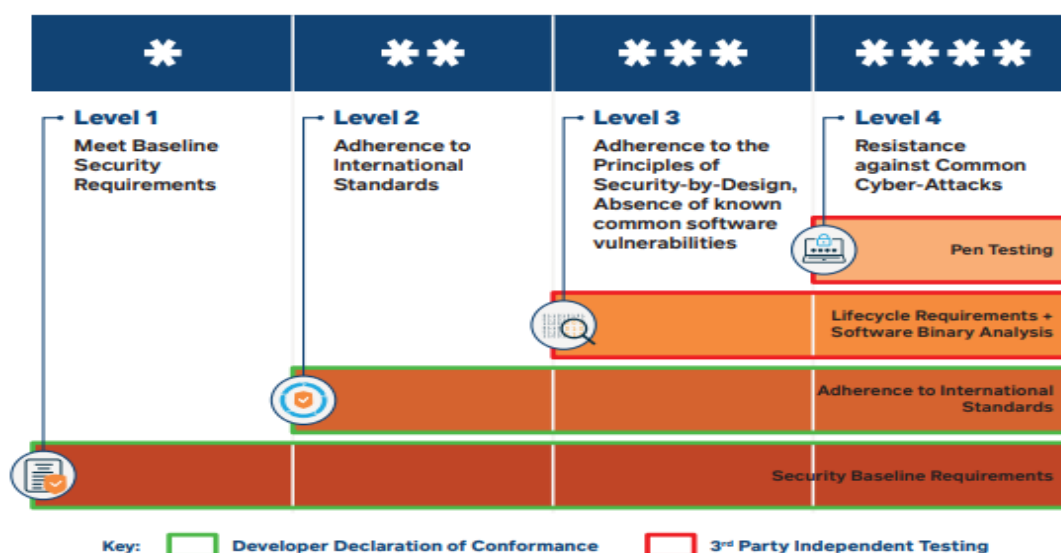 * ** *** ****
Level 1
Meet Baseline
Security
Requirements
Level 2
Adherence to
International
Standards
Level 3
Adherence to the
Principles of
Security-by-Design,
Absence of known
common software
vulnerabilities
Level 4
Resistance
against Common
Cyber-Attacks
Pen Testing
Lifecycle Requirements +
Software Binary Analysis
Adherence to International
Standards
Security Baseline Requirements
Key: Developer Declaration of Conformance 3rd Party Independent Testing